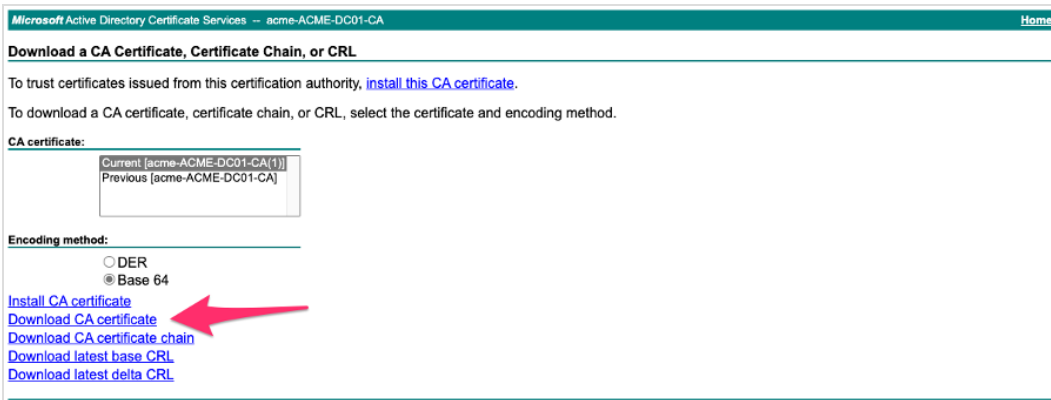 Microsoft Active Directory Certificate Services -- acme-ACME-DC01-CA Home
Download a CA Certificate, Certificate Chain, or CRL
To trust certificates issued from this certification authority, install this CA certificate.
To download a CA certificate, certificate chain, or CRL, select the certificate and encoding method.
CA certificate:
Current [acme-ACME-DC01-CA(1)]
Previous [acme-ACME-DC01-CA]
Encoding method:
DER
Base 64
Install CA certificate
Download CA certificate
Download CA certificate chain
Download latest base CRL
Download latest delta CRL